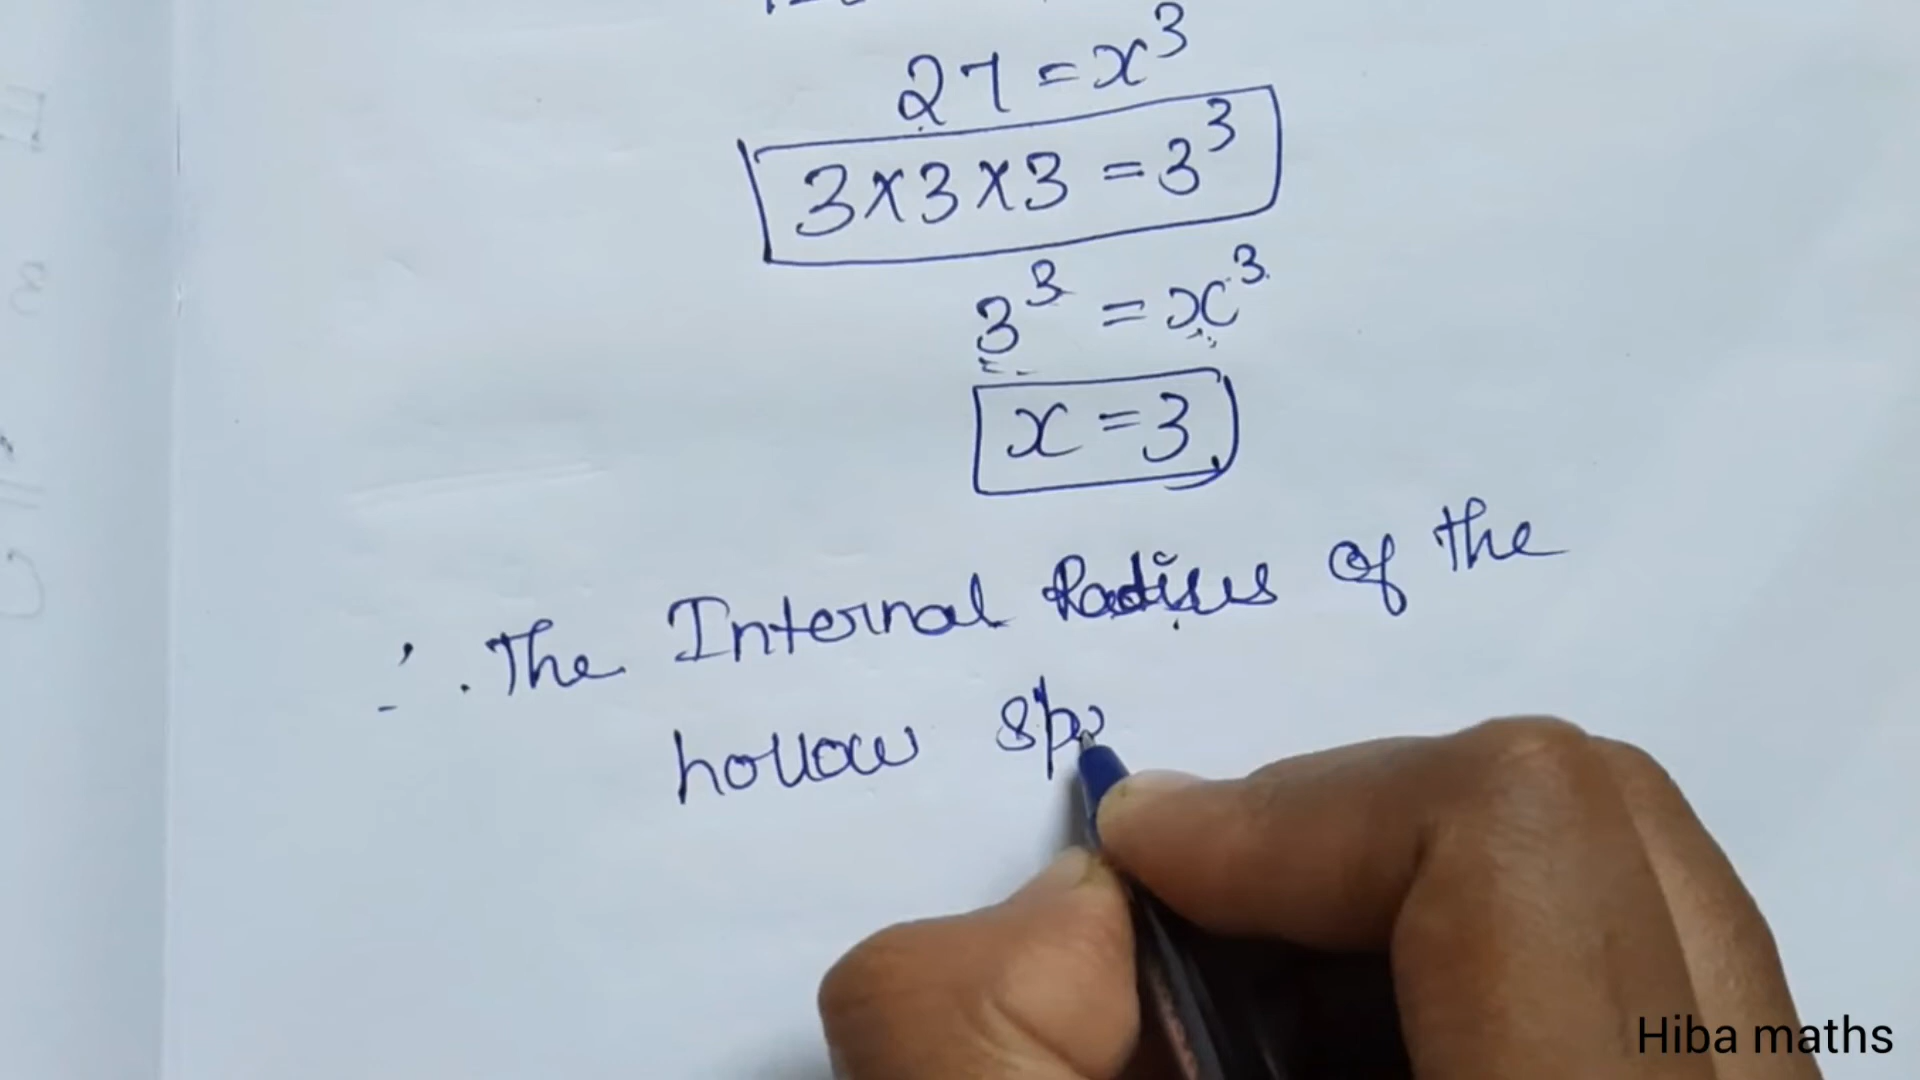 27 = x³
3×3×3 = 3³
3³ = x³
x = 3
∴ The Internal Radius of the
hollow
Hiba maths